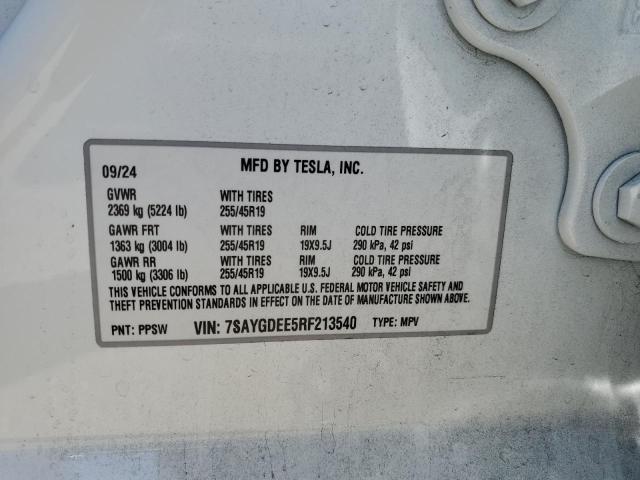 09/24 MFD BY TESLA, INC.
GVWR WITH TIRES
2369 kg (5224 lb) 255/45R19
GAWR FRT WITH TIRES RIM COLD TIRE PRESSURE
1363 kg (3004 lb) 255/45R19 19X9.5J 290 kPa, 42 psi
GAWR RR WITH TIRES RIM COLD TIRE PRESSURE
1500 kg (3306 lb) 255/45R19 19X9.5J 290 kPa, 42 psi
THIS VEHICLE CONFORMS TO ALL APPLICABLE U.S. FEDERAL MOTOR VEHICLE SAFETY AND
THEFT PREVENTION STANDARDS IN EFFECT ON THE DATE OF MANUFACTURE SHOWN ABOVE.
PNT: PPSW VIN: 7SAYGDEE5RF213540 TYPE: MPV